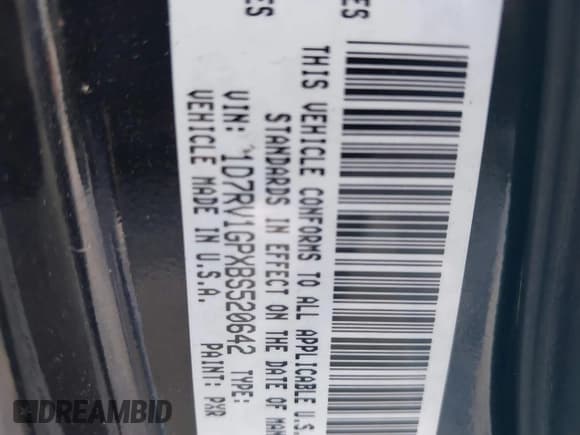 ES
ES
THIS VEHICLE CONFORMS TO ALL APPLICABLE U.S.
STANDARDS IN EFFECT ON THE DATE OF MAN
VIN: 1D7RV1GPXBS520642 TYPE:
VEHICLE MADE IN U.S.A. PAINT: PXR
DREAMBID